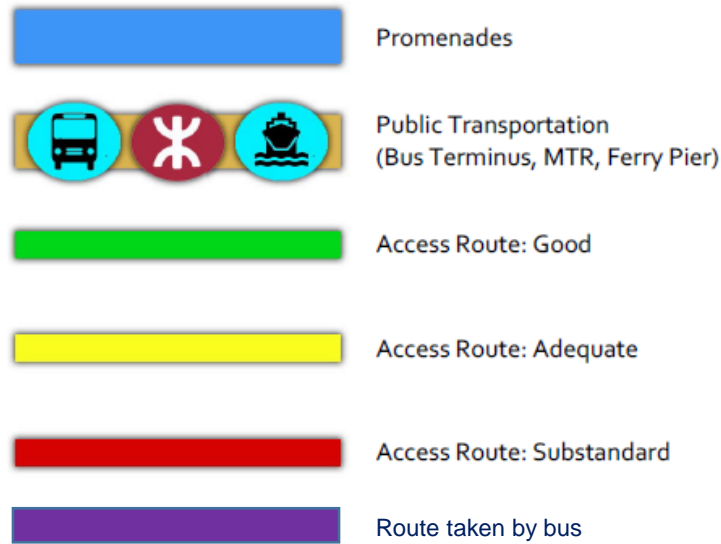 Promenades
Public Transportation
(Bus Terminus, MTR, Ferry Pier)
Access Route: Good
Access Route: Adequate
Access Route: Substandard
Route taken by bus